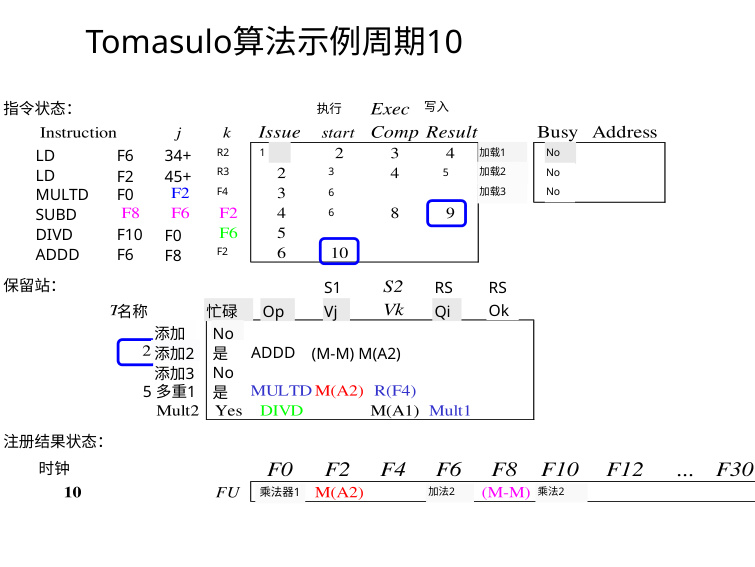 Tomasulo算法示例周期10
指令状态：
执行 Exec 写入
Instruction j k Issue start Comp Result Busy Address
LD F6 34+ R2 1 2 3 4 加载1 No
LD F2 45+ R3 2 3 4 5 加载2 No
MULTD F0 F2 F4 3 6 加载3 No
SUBD F8 F6 F2 4 6 8 9
DIVD F10 F0 F6 5
ADDD F6 F8 F2 6 10
保留站：
S1 S2 RS RS
T名称 忙碌 Op Vj Vk Qi Ok
添加 No
2 添加2 是 ADDD (M-M) M(A2)
添加3 No
5 多重1 是 MULTD M(A2) R(F4)
Mult2 Yes DIVD M(A1) Mult1
注册结果状态：
时钟 F0 F2 F4 F6 F8 F10 F12 ... F30
10 FU 乘法器1 M(A2) 加法2 (M-M) 乘法2